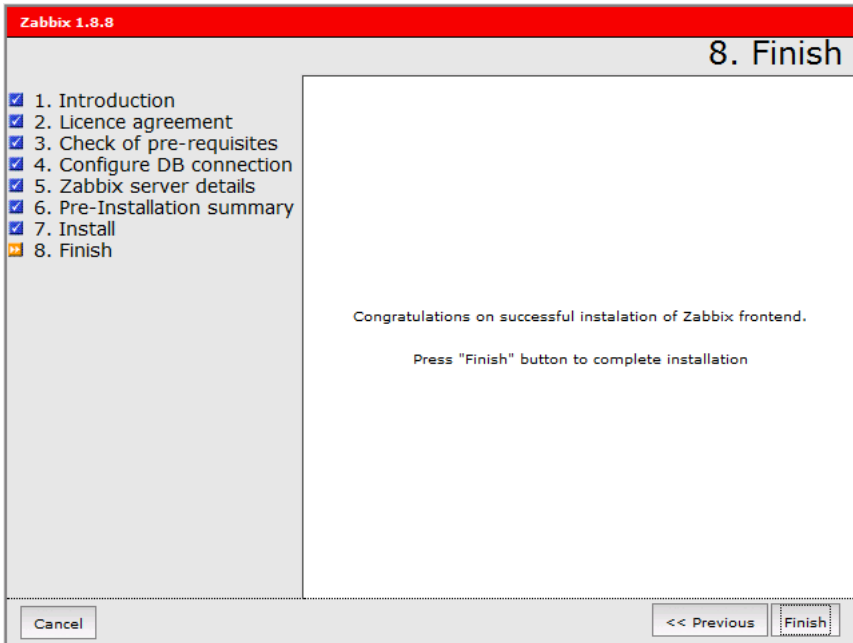 Zabbix 1.8.8
8. Finish
1. Introduction
2. Licence agreement
3. Check of pre-requisites
4. Configure DB connection
5. Zabbix server details
6. Pre-Installation summary
7. Install
8. Finish
Congratulations on successful instalation of Zabbix frontend.
Press "Finish" button to complete installation
Cancel
<< Previous
Finish